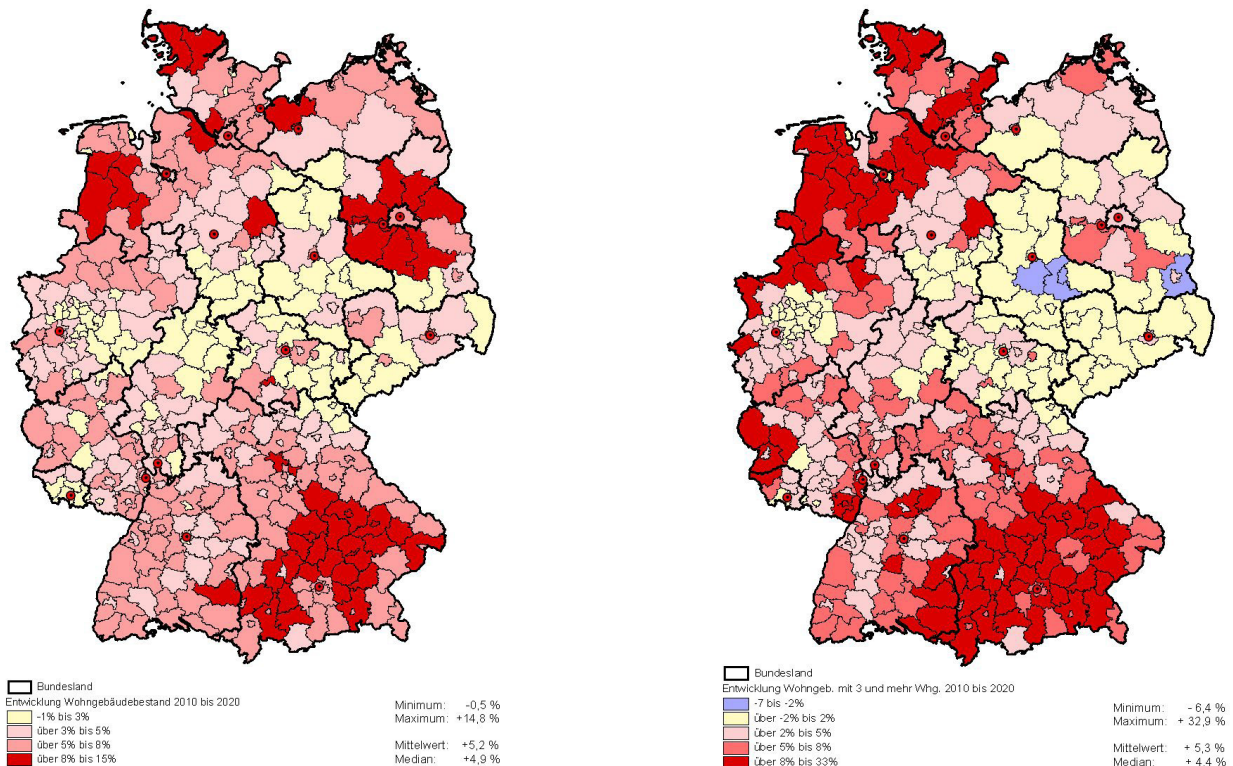 Bundesland
Entwicklung Wohngebäudebestand 2010 bis 2020
-1% bis 3%
über 3% bis 5%
über 5% bis 8%
über 8% bis 15%
Minimum: -0,5 %
Maximum: +14,8 %
Mittelwert: +5,2 %
Median: +4,9 %
Bundesland
Entwicklung Wohngeb. mit 3 und mehr Whg. 2010 bis 2020
-7 bis -2%
über -2% bis 2%
über 2% bis 5%
über 5% bis 8%
über 8% bis 33%
Minimum: - 6,4 %
Maximum: + 32,9 %
Mittelwert: + 5,3 %
Median: + 4,4 %